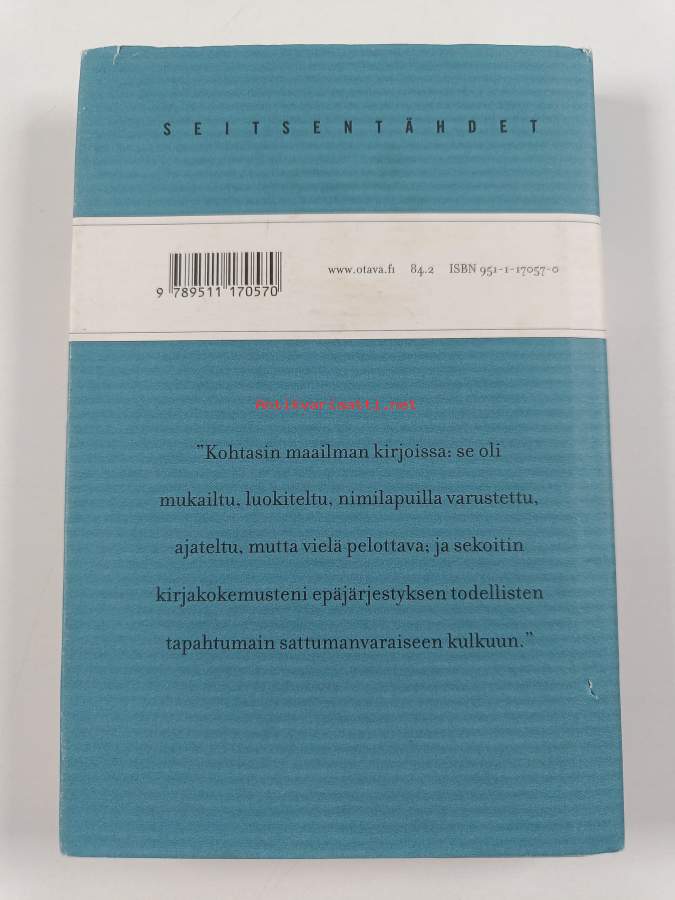 SEITSENTÄHDET
www.otava.fi 84.2 ISBN 951-1-17057-0
9 789511 170570
Antikvariaatti.net
”Kohtasin maailman kirjoissa: se oli
mukailtu, luokiteltu, nimilapuilla varustettu,
ajateltu, mutta vielä pelottava; ja sekoitin
kirjakokemusteni epäjärjestyksen todellisten
tapahtumain sattumanvaraiseen kulkuun.”